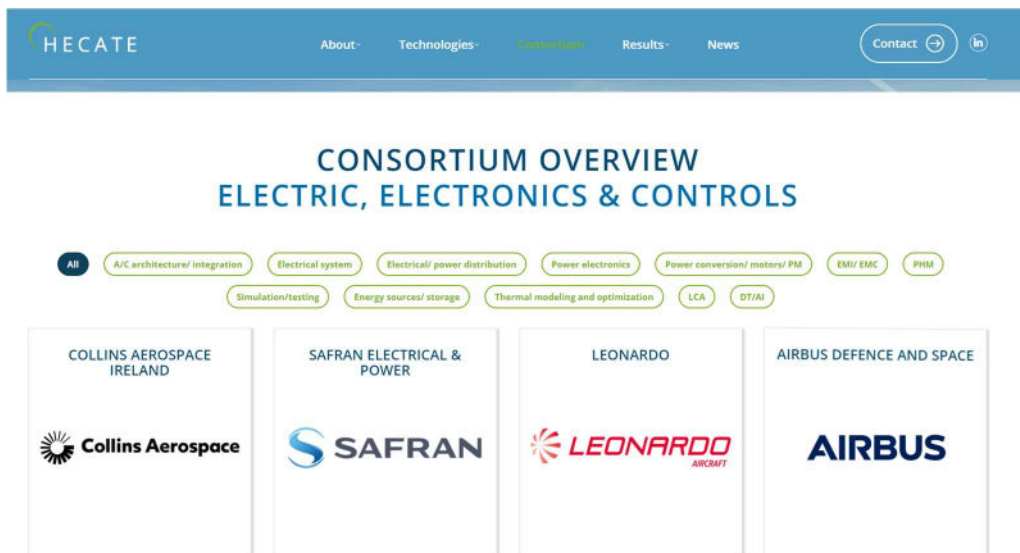 HECATE
About
Technologies
Consortium
Results
News
Contact
in
CONSORTIUM OVERVIEW
ELECTRIC, ELECTRONICS & CONTROLS
All
A/C architecture/ integration
Electrical system
Electrical/ power distribution
Power electronics
Power conversion/ motors/ PM
EMI/ EMC
PHM
Simulation/testing
Energy sources/ storage
Thermal modeling and optimization
LCA
DT/AI
COLLINS AEROSPACE
IRELAND
Collins Aerospace
SAFRAN ELECTRICAL &
POWER
SAFRAN
LEONARDO
LEONARDO
AIRCRAFT
AIRBUS DEFENCE AND SPACE
AIRBUS